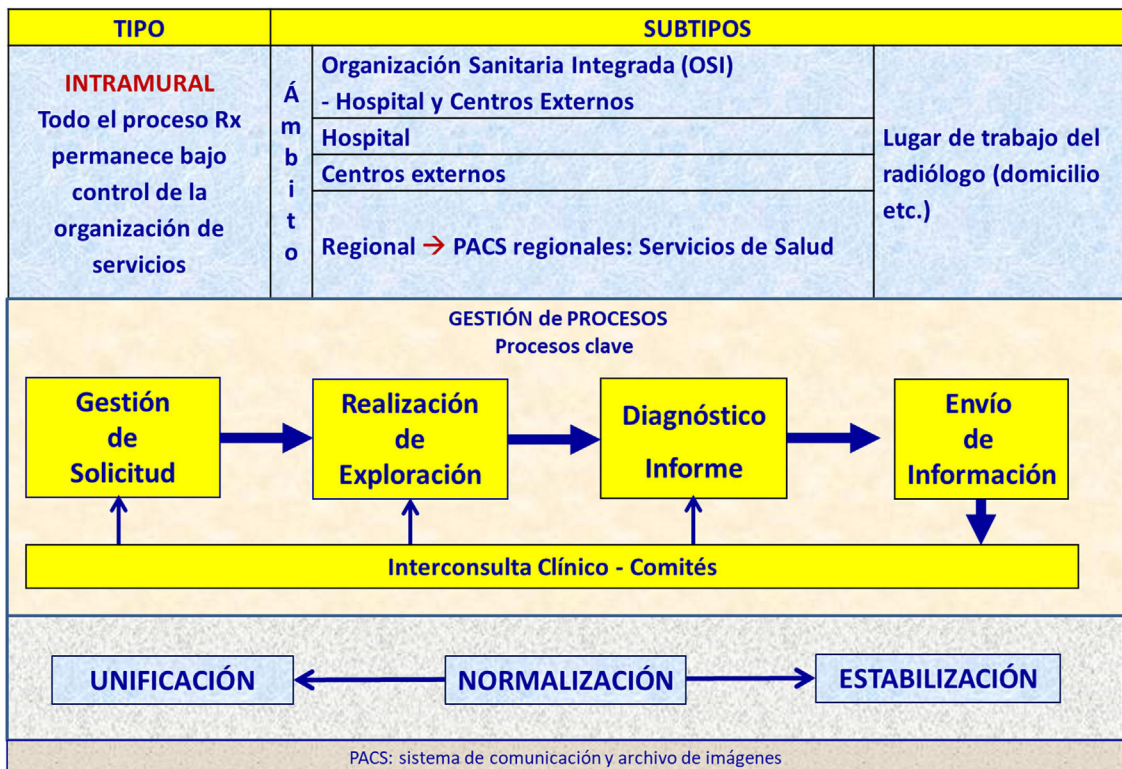 TIPO
SUBTIPOS
INTRAMURAL
Todo el proceso Rx
permanece bajo
control de la
organización de
servicios
Ámbito
Organización Sanitaria Integrada (OSI)
- Hospital y Centros Externos
Hospital
Centros externos
Regional → PACS regionales: Servicios de Salud
Lugar de trabajo del
radiólogo (domicilio
etc.)
GESTIÓN de PROCESOS
Procesos clave
Gestión
de
Solicitud
Realización
de
Exploración
Diagnóstico
Informe
Envío
de
Información
Interconsulta Clínico - Comités
UNIFICACIÓN
NORMALIZACIÓN
ESTABILIZACIÓN
PACS: sistema de comunicación y archivo de imágenes